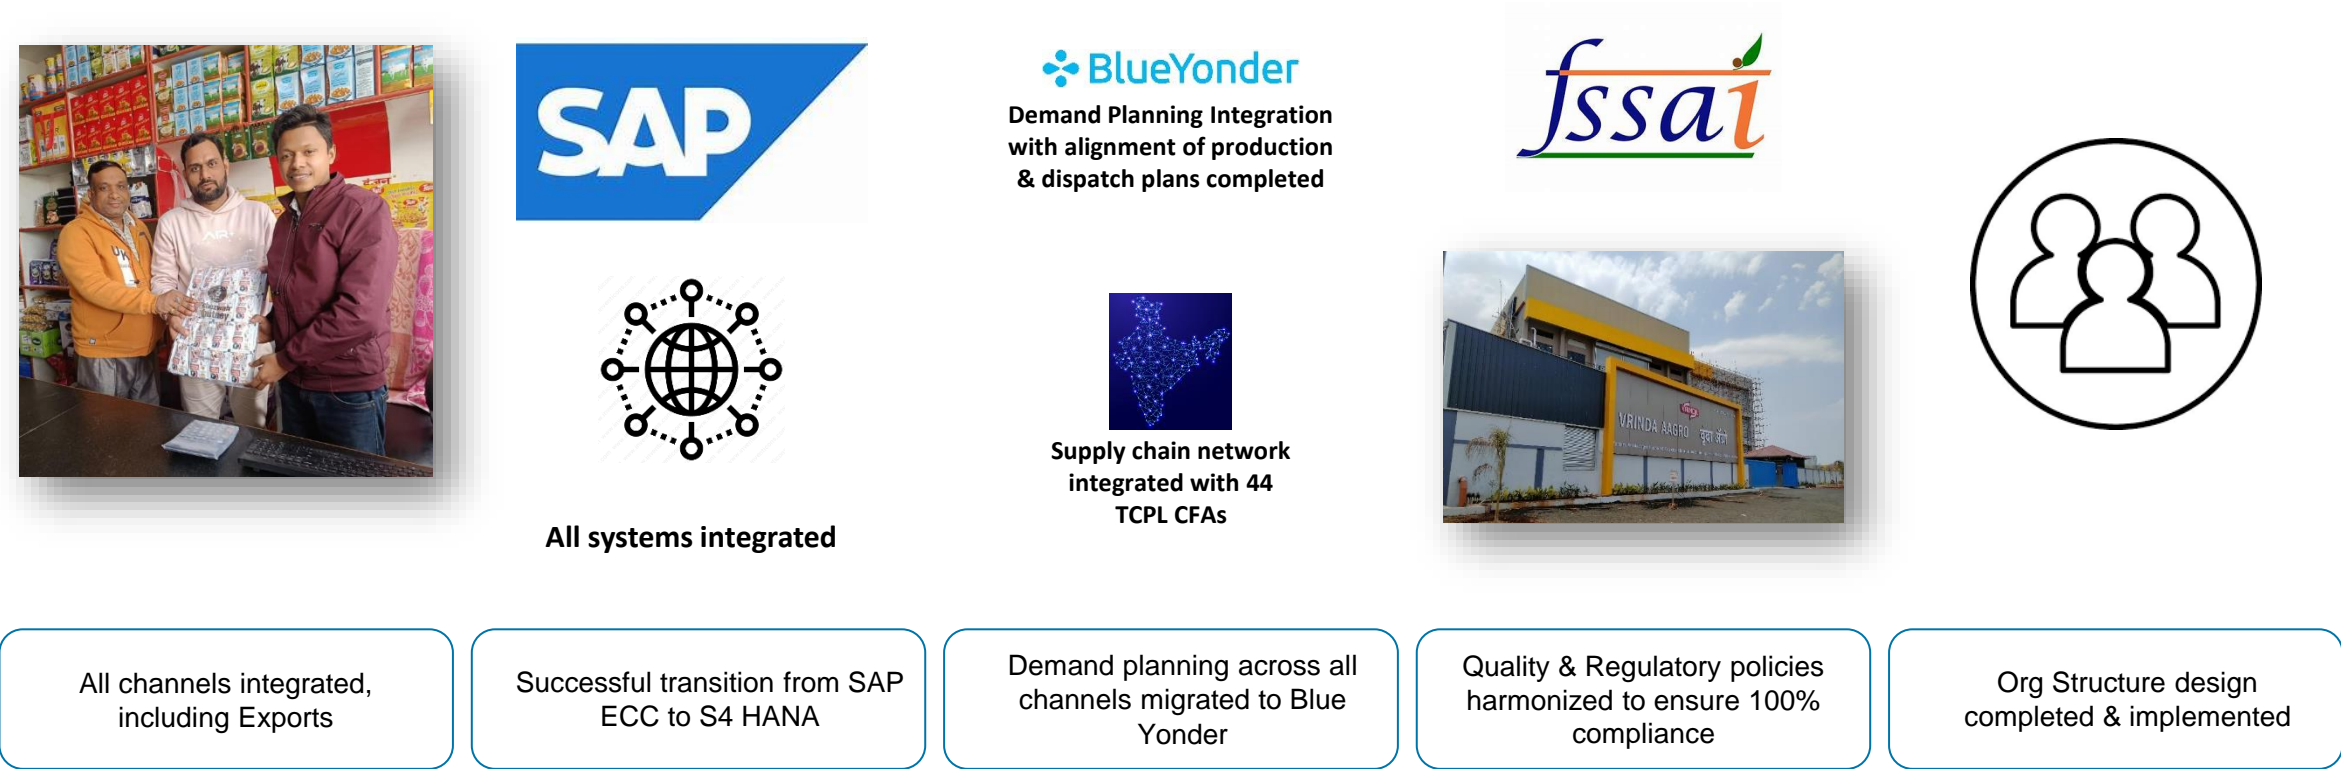 SAP
BlueYonder
Demand Planning Integration
with alignment of production
& dispatch plans completed
fssai
All systems integrated
Supply chain network
integrated with 44
TCPL CFAs
VRINDA AAGRO वृंदा अॅग्रो
All channels integrated,
including Exports
Successful transition from SAP
ECC to S4 HANA
Demand planning across all
channels migrated to Blue
Yonder
Quality & Regulatory policies
harmonized to ensure 100%
compliance
Org Structure design
completed & implemented